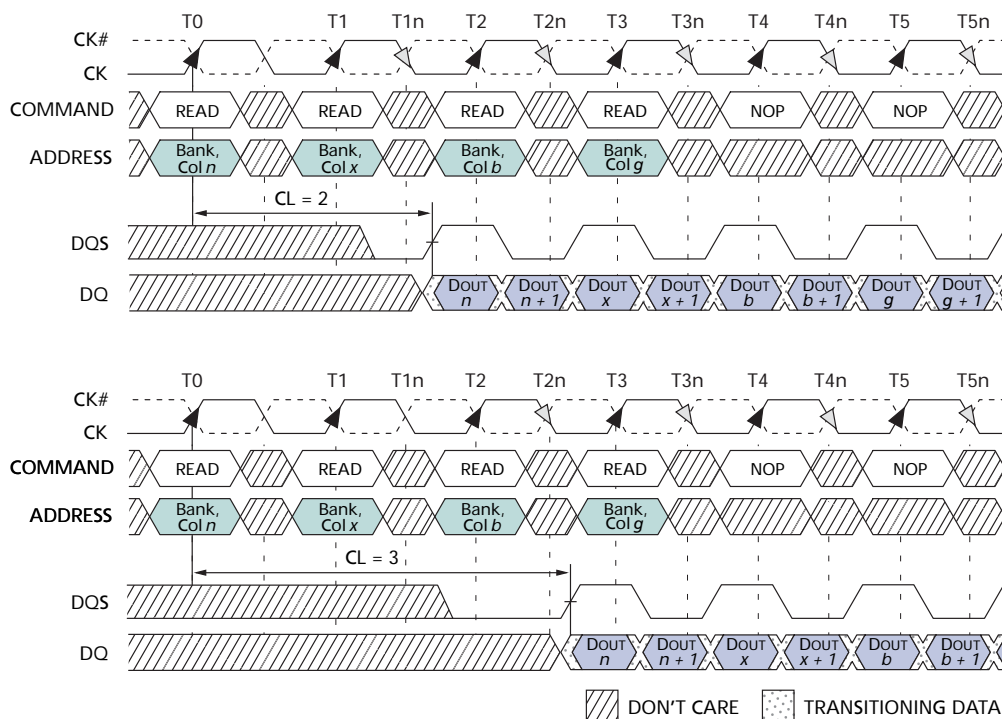 T0 T1 T1n T2 T2n T3 T3n T4 T4n T5 T5n
CK#
CK
COMMAND READ READ READ READ NOP NOP
ADDRESS Bank, Col n Bank, Col x Bank, Col b Bank, Col g
CL = 2
DQS
DQ DOUT n DOUT n + 1 DOUT x DOUT x + 1 DOUT b DOUT b + 1 DOUT g DOUT g + 1
T0 T1 T1n T2 T2n T3 T3n T4 T4n T5 T5n
CK#
CK
COMMAND READ READ READ READ NOP NOP
ADDRESS Bank, Col n Bank, Col x Bank, Col b Bank, Col g
CL = 3
DQS
DQ DOUT n DOUT n + 1 DOUT x DOUT x + 1 DOUT b DOUT b + 1
DON'T CARE TRANSITIONING DATA